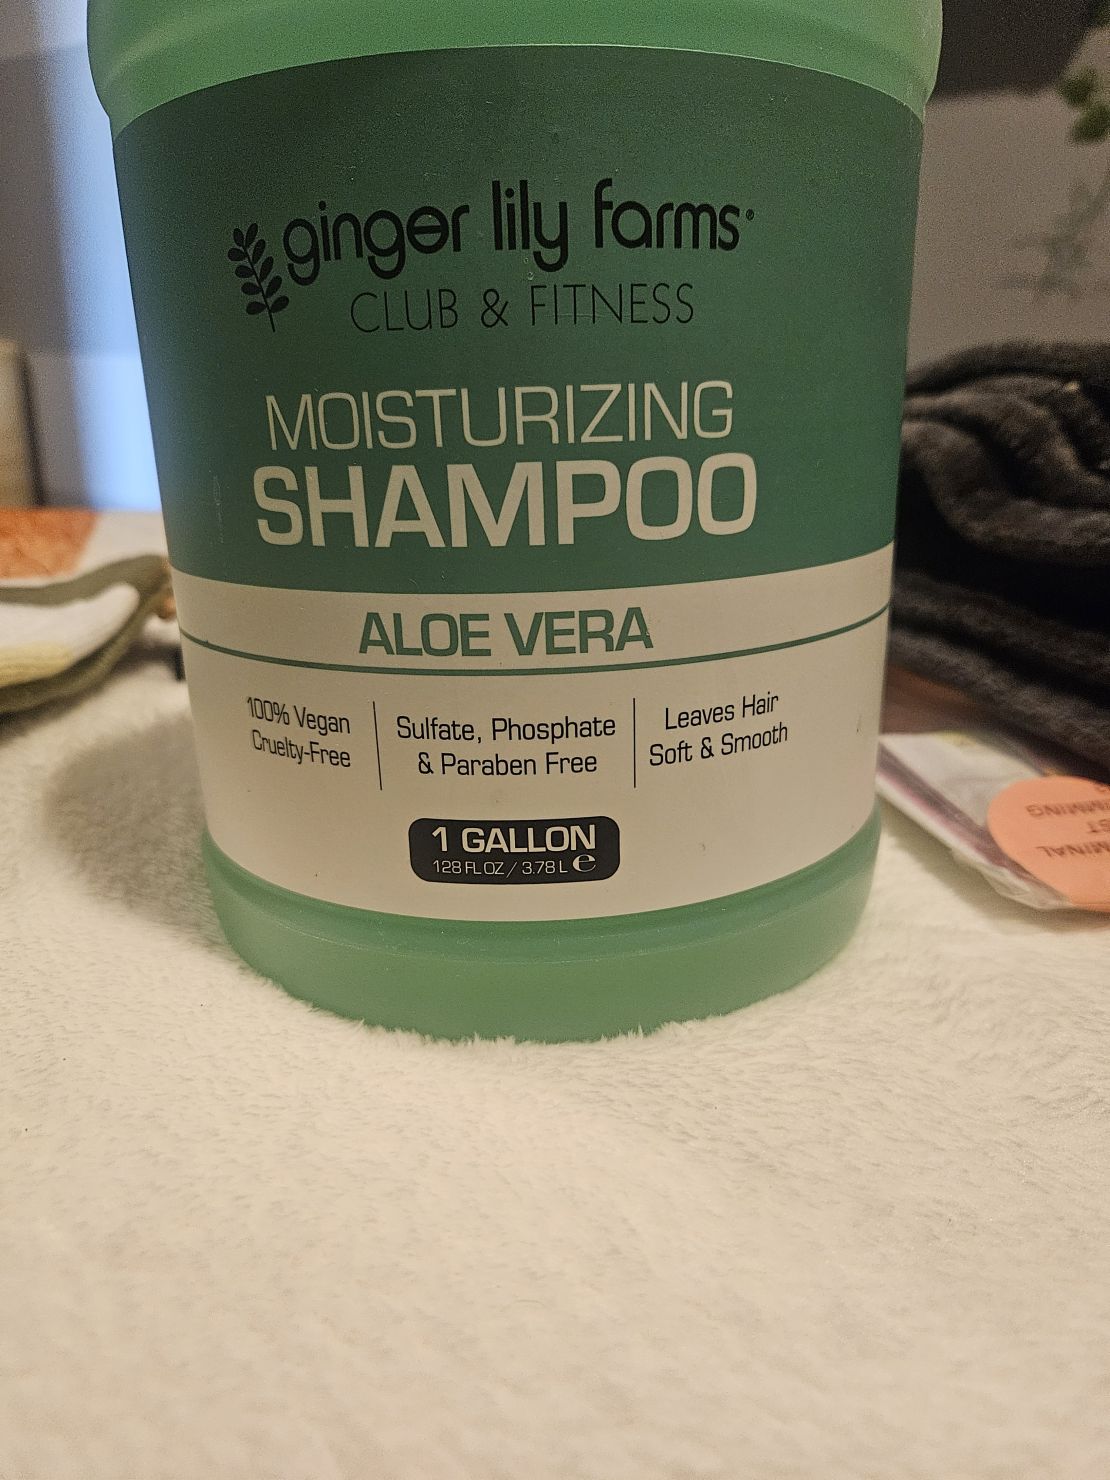 ginger lily farms®
CLUB & FITNESS
MOISTURIZING
SHAMPOO
ALOE VERA
100% Vegan
Cruelty-Free
Sulfate, Phosphate
& Paraben Free
Leaves Hair
Soft & Smooth
1 GALLON
128 FL OZ / 3.78 L ℮